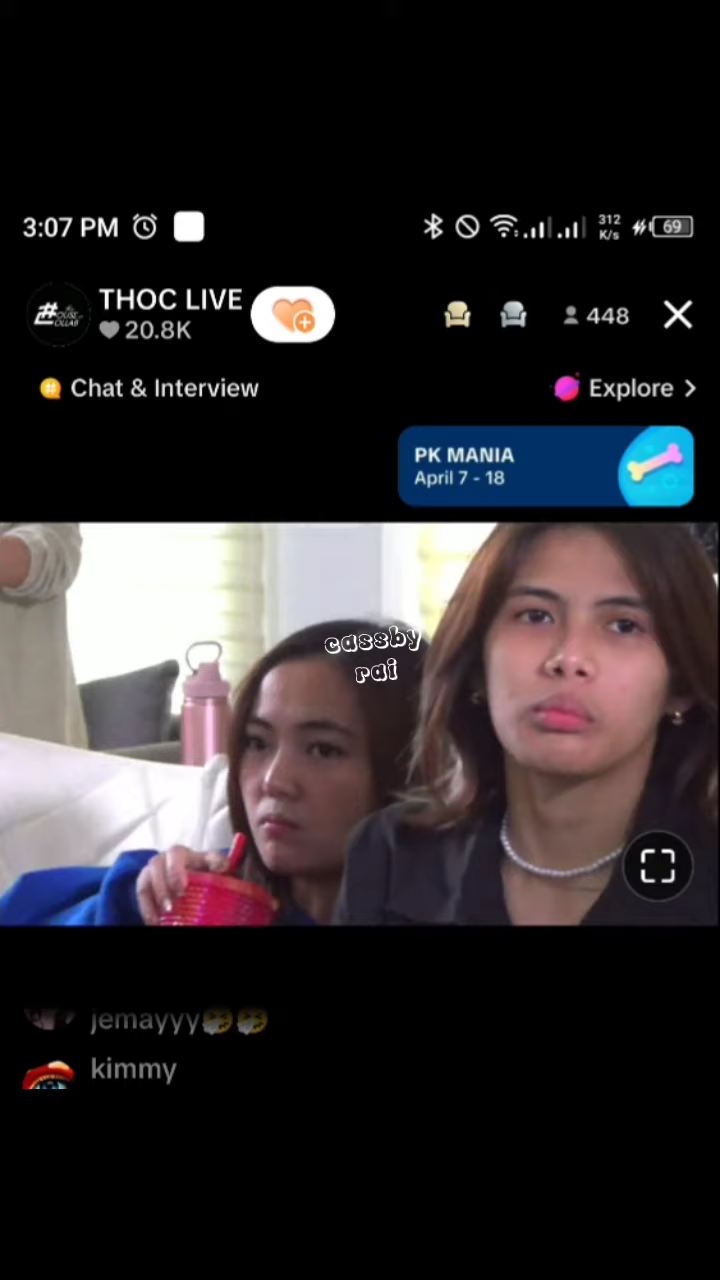 3:07 PM
312
K/s
69
THOC LIVE
20.8K
448
# Chat & Interview
Explore >
PK MANIA
April 7 - 18
cassby
rai
jemayyy🤧🤧
kimmy